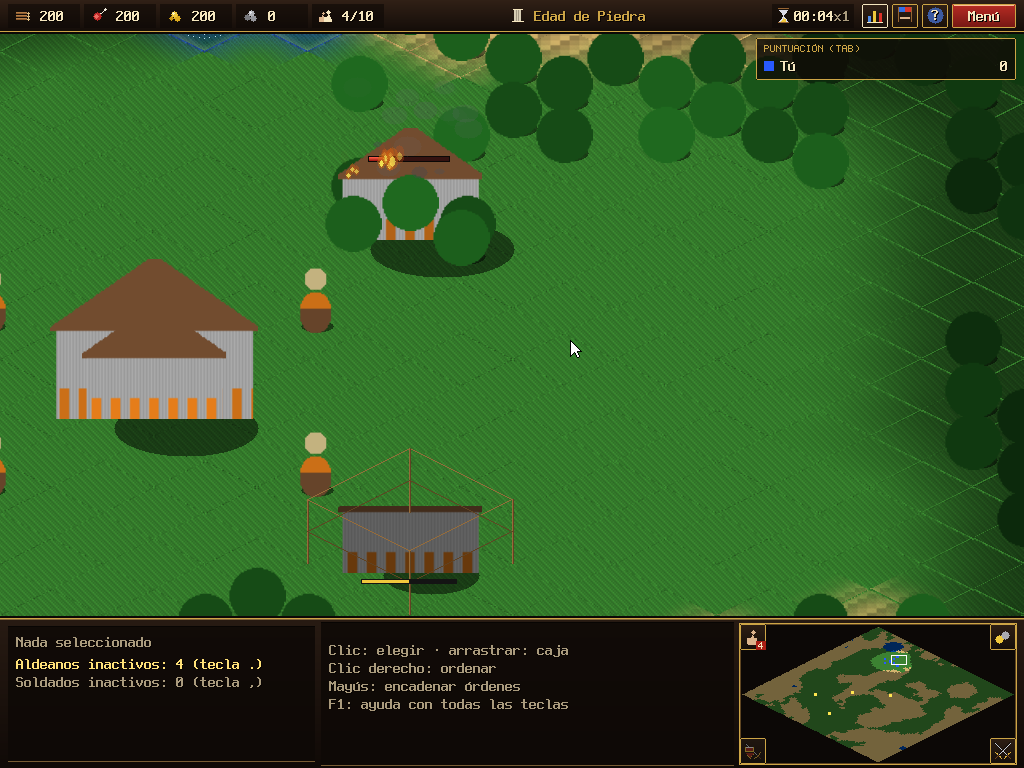 200 200 200 0 4/10 Edad de Piedra 00:04x1 Menú
PUNTUACIÓN (TAB)
Tú 0
Nada seleccionado
Aldeanos inactivos: 4 (tecla .)
Soldados inactivos: 0 (tecla ,)
Clic: elegir · arrastrar: caja
Clic derecho: ordenar
Mayús: encadenar órdenes
F1: ayuda con todas las teclas
?
4